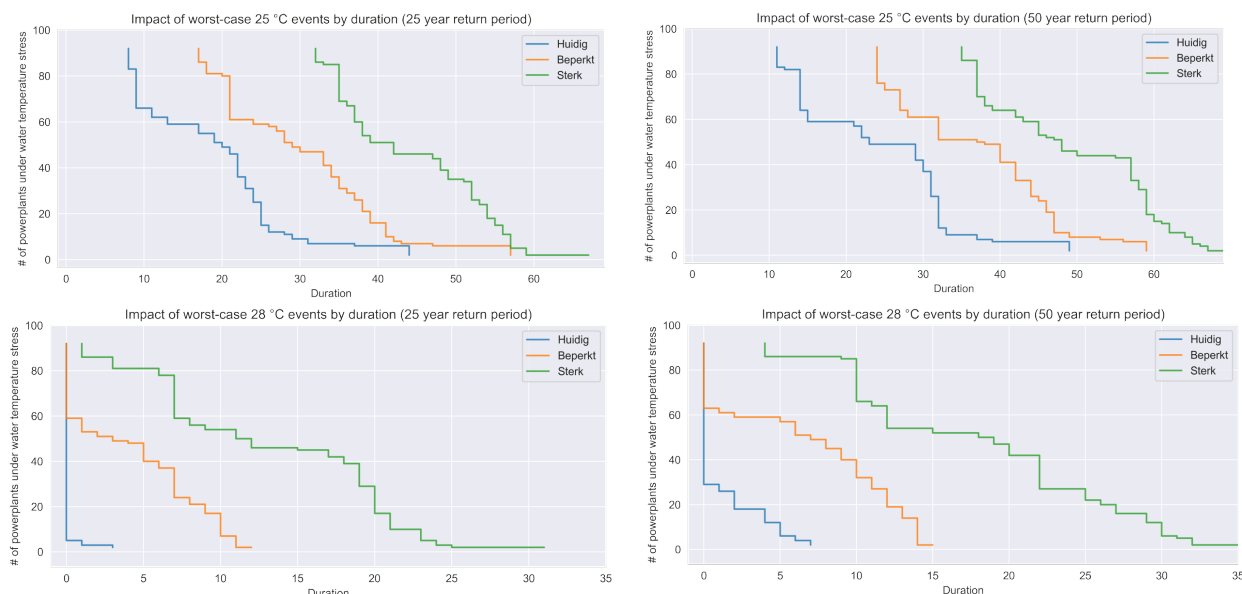 Impact of worst-case 25 °C events by duration (25 year return period)
# of powerplants under water temperature stress
100
80
60
40
20
0
0 10 20 30 40 50 60
Duration
Huidig
Beperkt
Sterk
Impact of worst-case 25 °C events by duration (50 year return period)
# of powerplants under water temperature stress
100
80
60
40
20
0
0 10 20 30 40 50 60
Duration
Huidig
Beperkt
Sterk
Impact of worst-case 28 °C events by duration (25 year return period)
# of powerplants under water temperature stress
100
80
60
40
20
0
0 5 10 15 20 25 30 35
Duration
Huidig
Beperkt
Sterk
Impact of worst-case 28 °C events by duration (50 year return period)
# of powerplants under water temperature stress
100
80
60
40
20
0
0 5 10 15 20 25 30 35
Duration
Huidig
Beperkt
Sterk